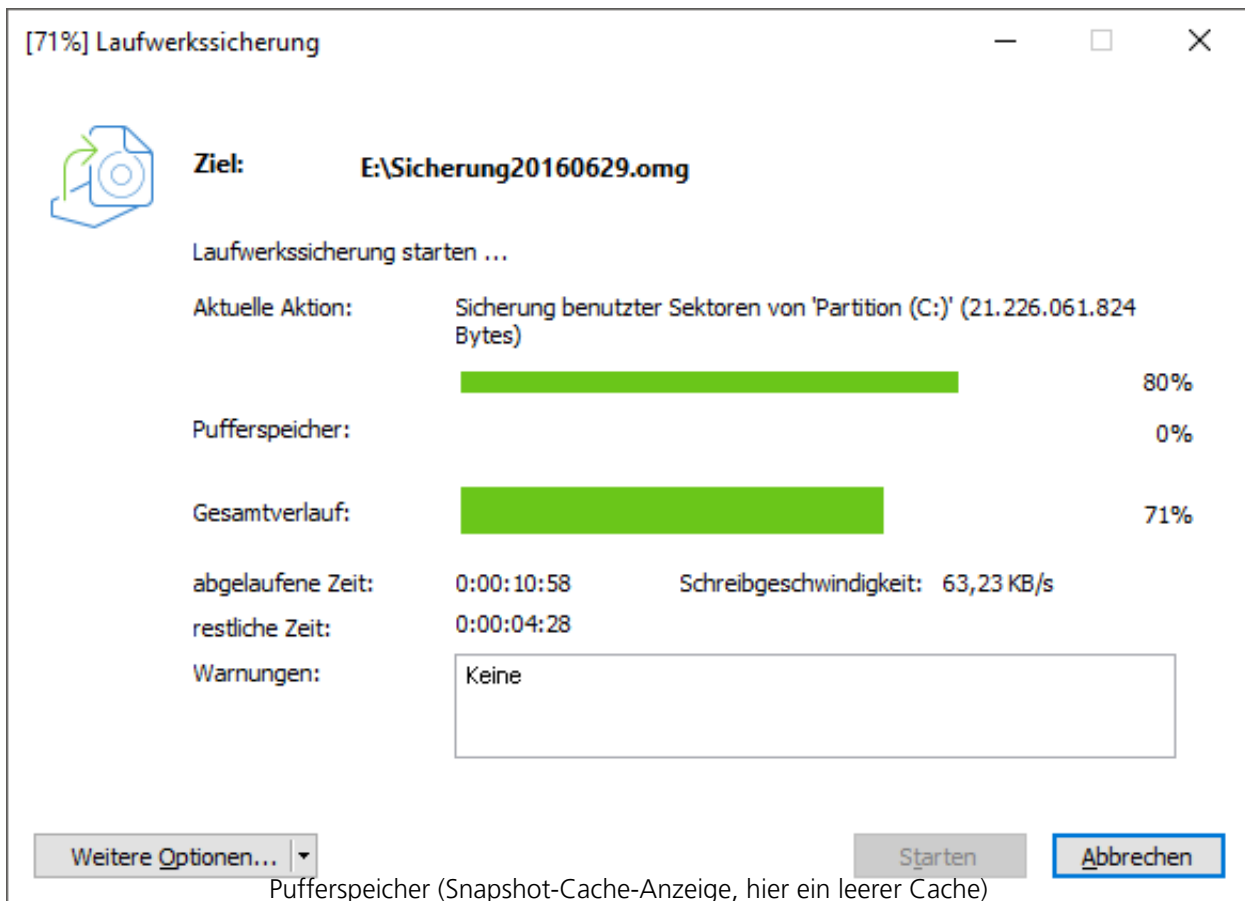 [71%] Laufwerkssicherung
Ziel: E:\Sicherung20160629.omg
Laufwerkssicherung starten ...
Aktuelle Aktion: Sicherung benutzter Sektoren von 'Partition (C:)' (21.226.061.824
Bytes)
80%
Pufferspeicher: 0%
Gesamtverlauf: 71%
abgelaufene Zeit: 0:00:10:58 Schreibgeschwindigkeit: 63,23 KB/s
restliche Zeit: 0:00:04:28
Warnungen: Keine
Weitere Optionen... Starten Abbrechen
Pufferspeicher (Snapshot-Cache-Anzeige, hier ein leerer Cache)